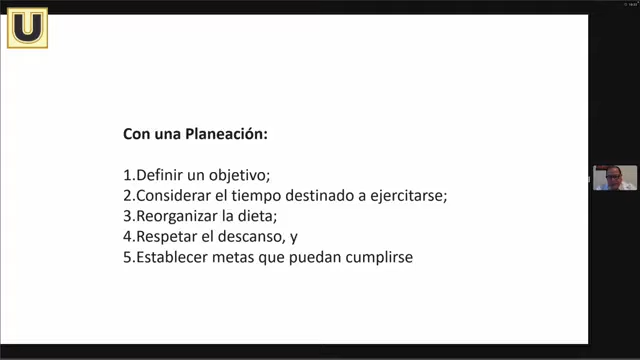 U
Con una Planeación:
1.Definir un objetivo;
2.Considerar el tiempo destinado a ejercitarse;
3.Reorganizar la dieta;
4.Respetar el descanso, y
5.Establecer metas que puedan cumplirse